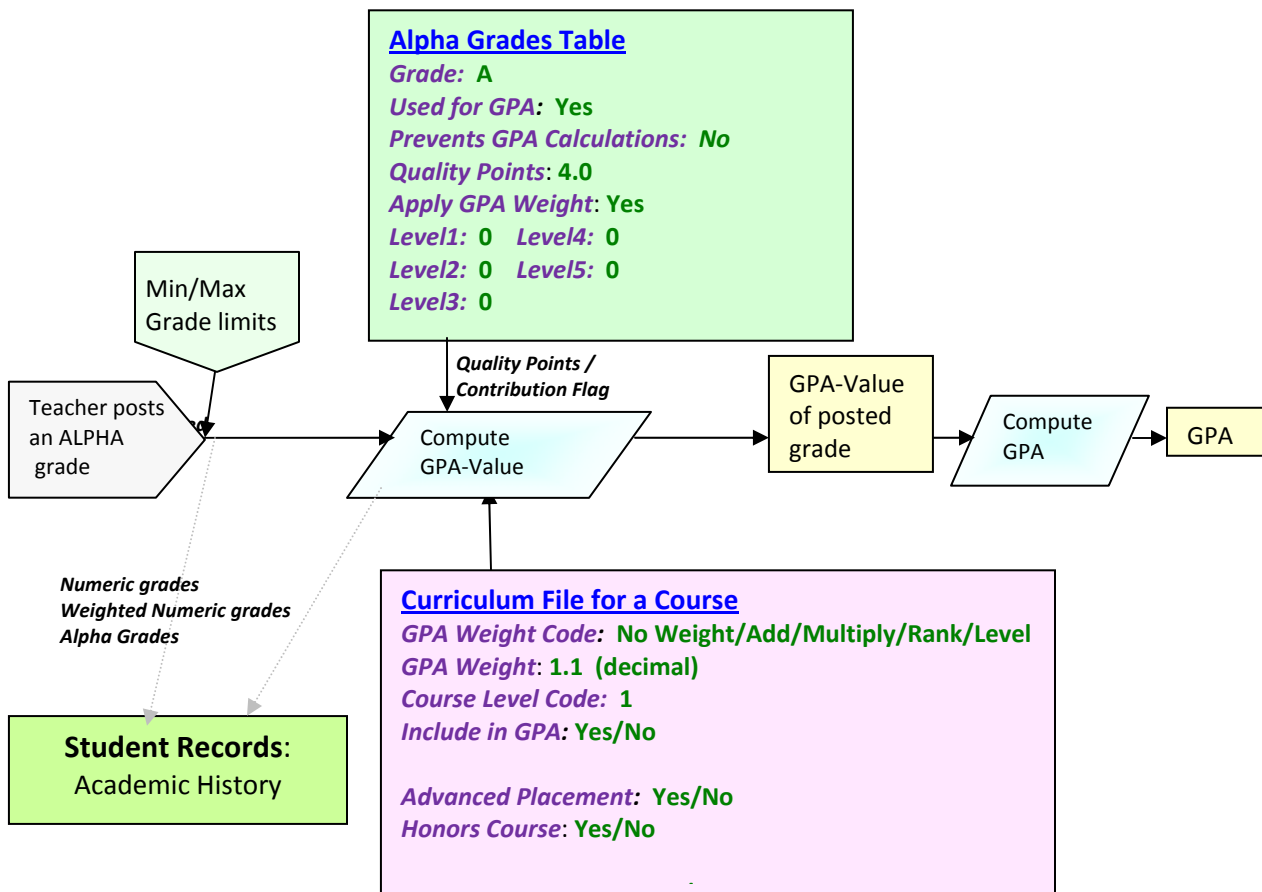 Alpha Grades Table
Grade: A
Used for GPA: Yes
Prevents GPA Calculations: No
Quality Points: 4.0
Apply GPA Weight: Yes
Level1: 0 Level4: 0
Level2: 0 Level5: 0
Level3: 0
Min/Max
Grade limits
Quality Points /
Contribution Flag
Teacher posts
an ALPHA
grade
Compute
GPA-Value
GPA-Value
of posted
grade
Compute
GPA
GPA
Numeric grades
Weighted Numeric grades
Alpha Grades
Student Records:
Academic History
Curriculum File for a Course
GPA Weight Code: No Weight/Add/Multiply/Rank/Level
GPA Weight: 1.1 (decimal)
Course Level Code: 1
Include in GPA: Yes/No
Advanced Placement: Yes/No
Honors Course: Yes/No